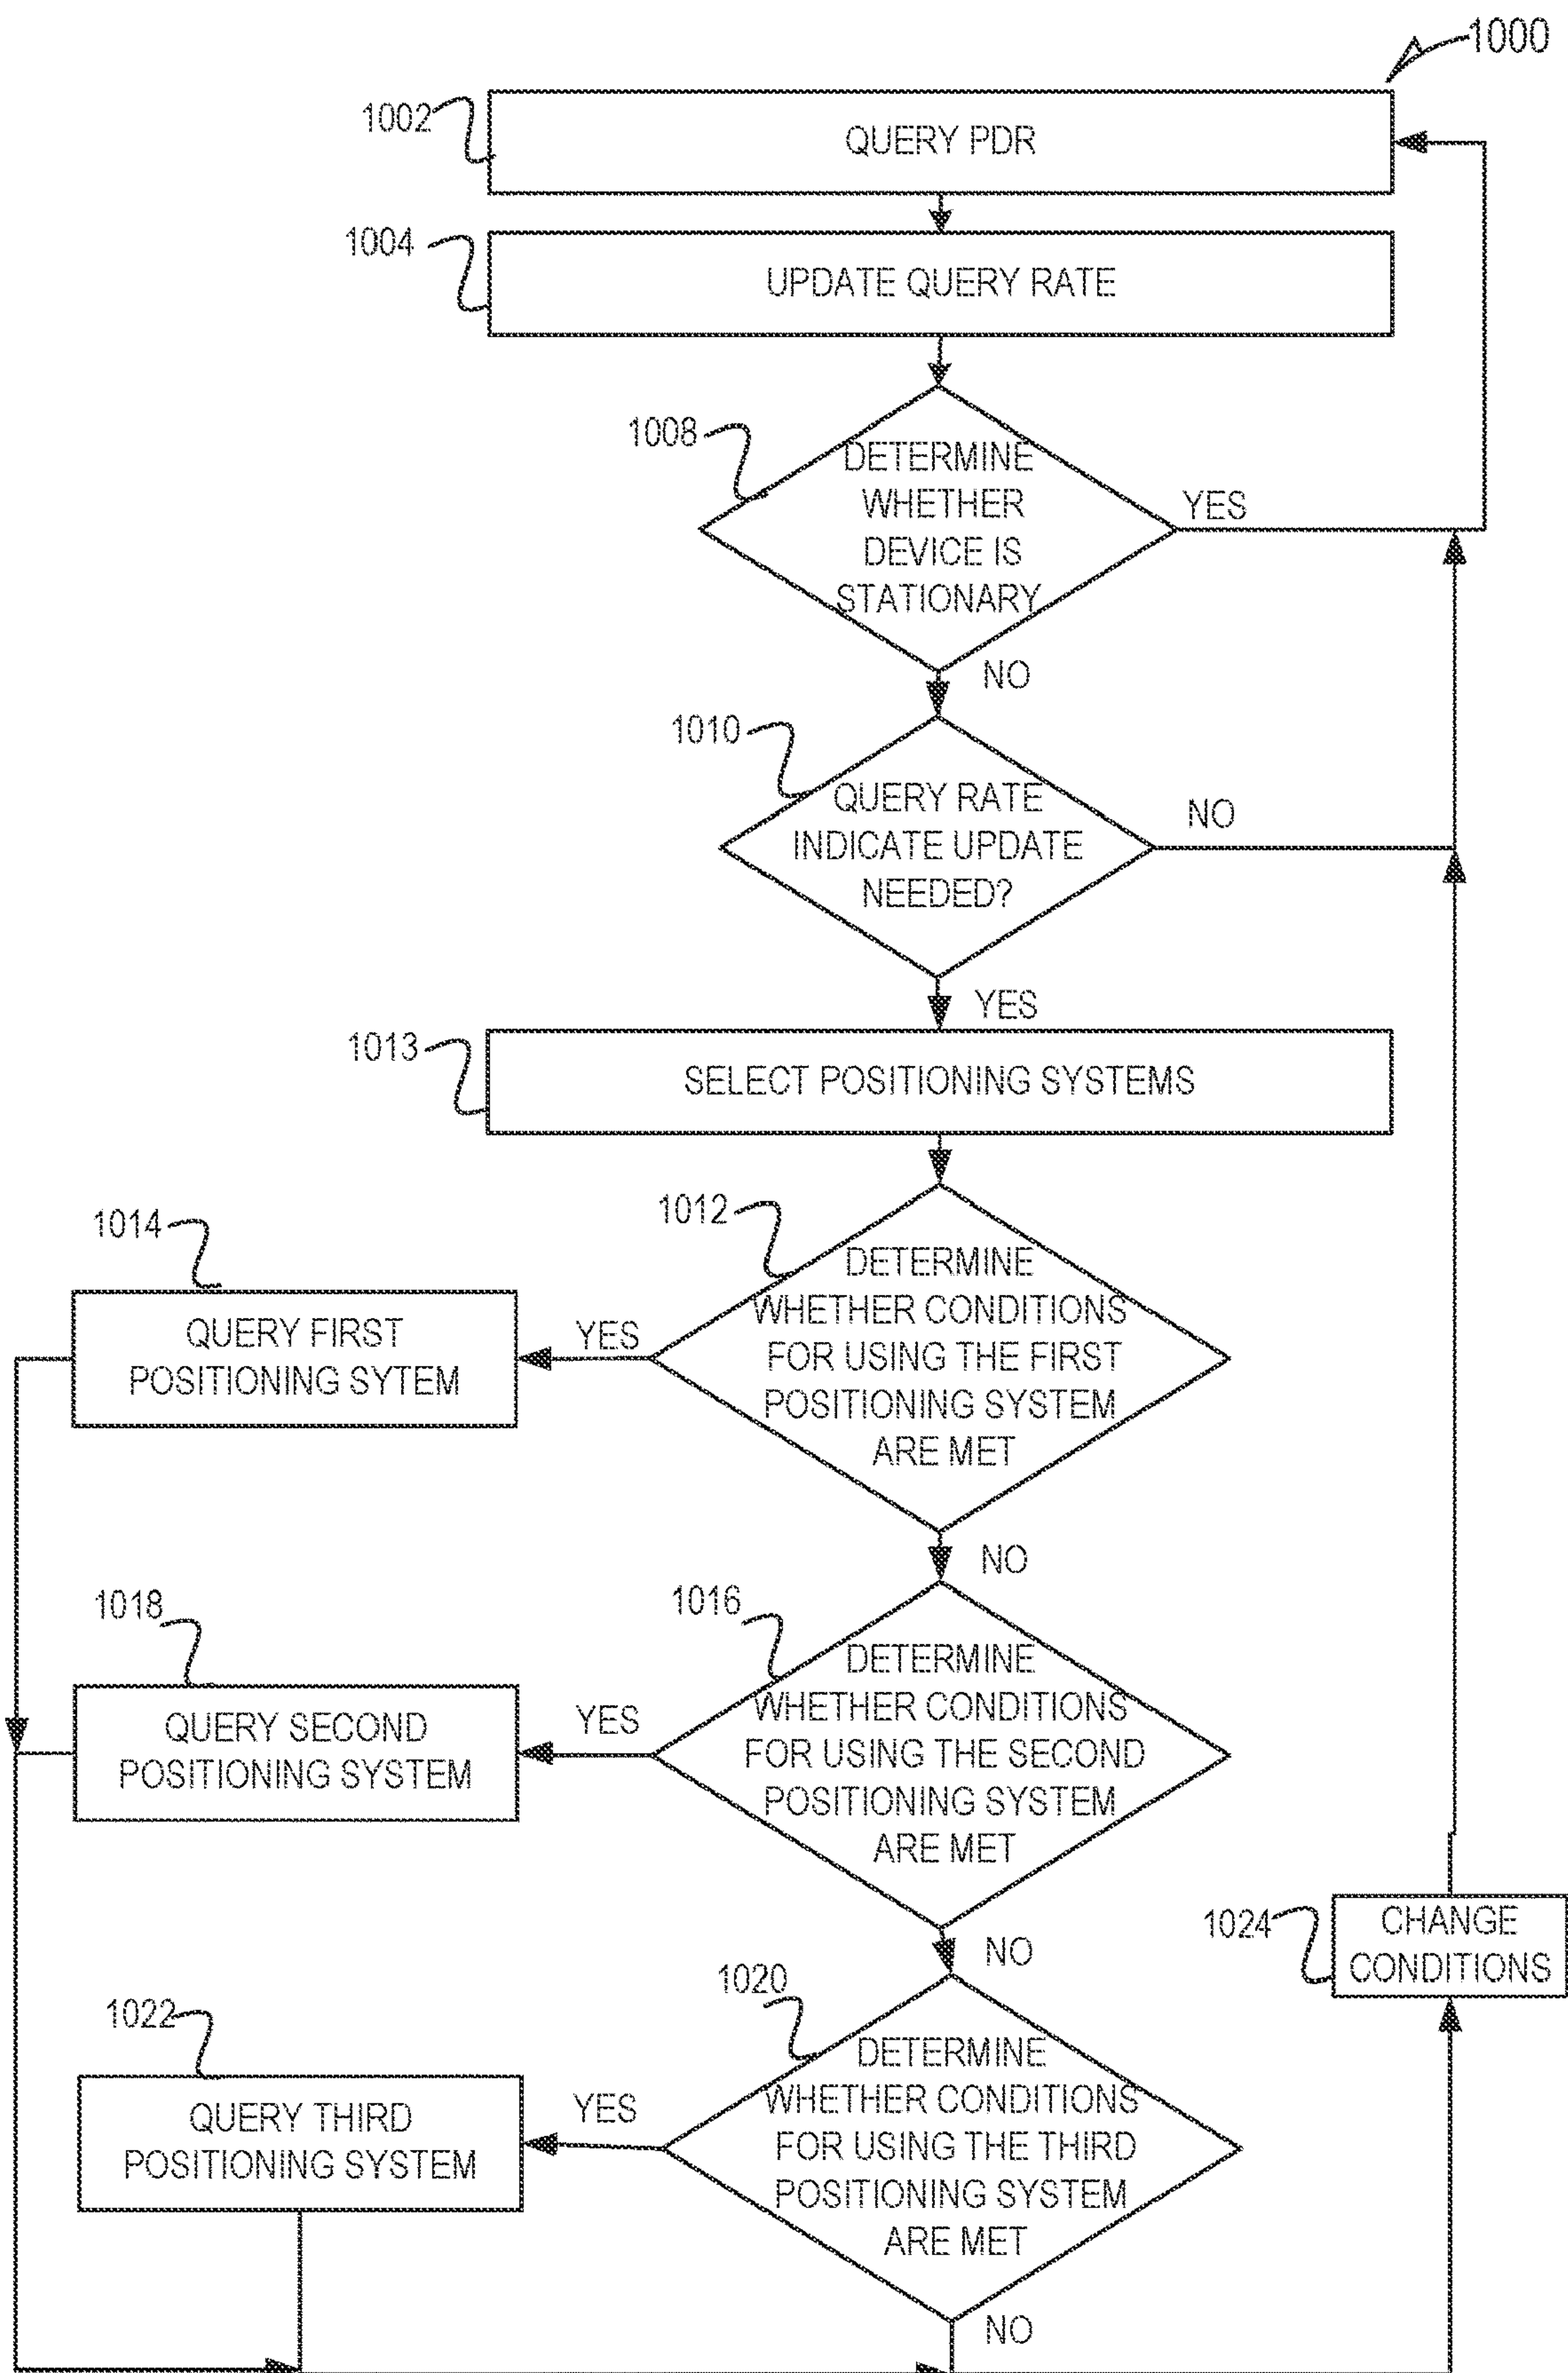 1000
1002
QUERY PDR
1004
UPDATE QUERY RATE
1008
DETERMINE
WHETHER
DEVICE IS
STATIONARY
YES
NO
1010
QUERY RATE
INDICATE UPDATE
NEEDED?
NO
YES
1013
SELECT POSITIONING SYSTEMS
1014
1012
DETERMINE
WHETHER CONDITIONS
FOR USING THE FIRST
POSITIONING SYSTEM
ARE MET
YES
QUERY FIRST
POSITIONING SYTEM
NO
1018
1016
DETERMINE
WHETHER CONDITIONS
FOR USING THE SECOND
POSITIONING SYSTEM
ARE MET
YES
QUERY SECOND
POSITIONING SYSTEM
NO
1024
CHANGE
CONDITIONS
1022
1020
DETERMINE
WHETHER CONDITIONS
FOR USING THE THIRD
POSITIONING SYSTEM
ARE MET
YES
QUERY THIRD
POSITIONING SYSTEM
NO